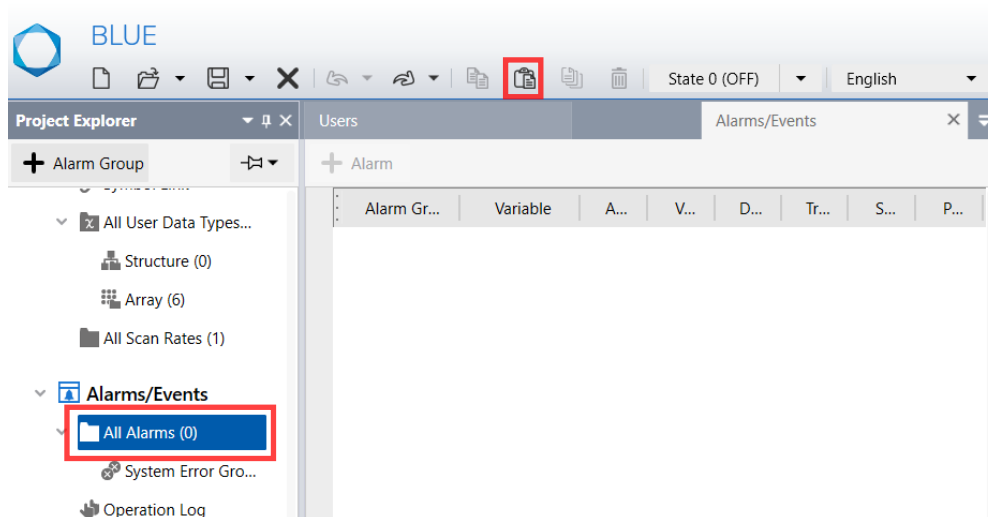 BLUE
State 0 (OFF)
English
Project Explorer
Users
Alarms/Events
Alarm Group
Alarm
Alarm Gr...
Variable
A...
V...
D...
Tr...
S...
P...
Symbol Link
All User Data Types...
Structure (0)
Array (6)
All Scan Rates (1)
Alarms/Events
All Alarms (0)
System Error Gro...
Operation Log